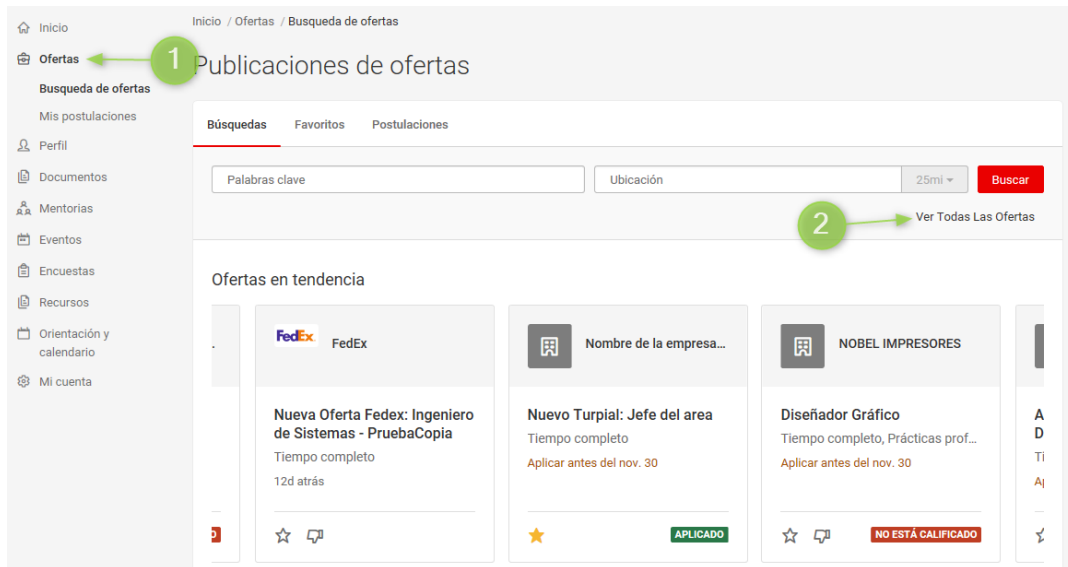 Inicio
Ofertas
Busqueda de ofertas
Mis postulaciones
Perfil
Documentos
Mentorias
Eventos
Encuestas
Recursos
Orientación y
calendario
Mi cuenta
Inicio / Ofertas / Busqueda de ofertas
1
Publicaciones de ofertas
Búsquedas Favoritos Postulaciones
Palabras clave Ubicación 25mi Buscar
2 Ver Todas Las Ofertas
Ofertas en tendencia
FedEx FedEx
Nueva Oferta Fedex: Ingeniero
de Sistemas - PruebaCopia
Tiempo completo
12d atrás
Nombre de la empresa...
Nuevo Turpial: Jefe del area
Tiempo completo
Aplicar antes del nov. 30
APLICADO
NOBEL IMPRESORES
Diseñador Gráfico
Tiempo completo, Prácticas prof...
Aplicar antes del nov. 30
NO ESTÁ CALIFICADO